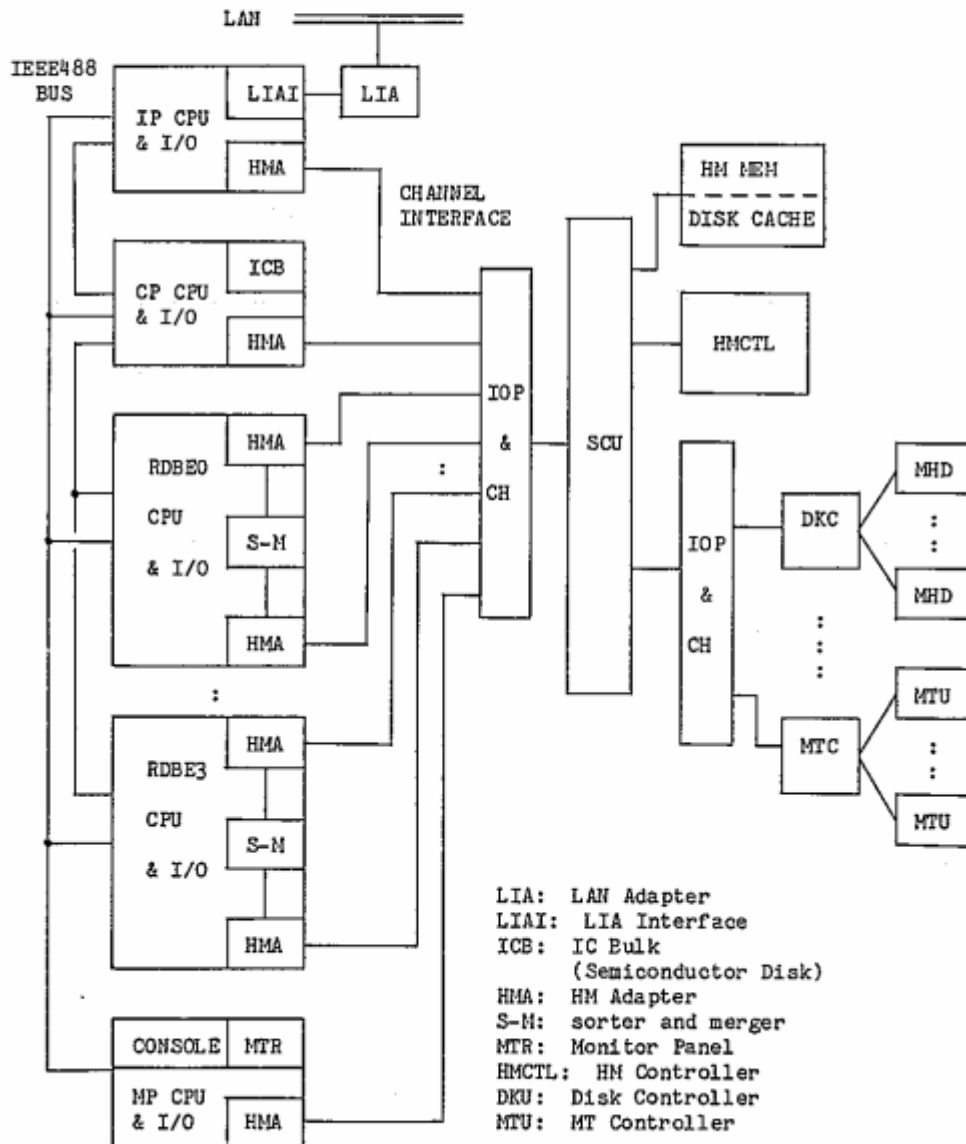 LAN
IEEE488
BUS
IP CPU
& I/O
LIAI
LIA
HMA
CHANNEL
INTERFACE
HM MEM
DISK CACHE
CP CPU
& I/O
ICB
HMA
HMCTL
IOP
&
CH
SCU
RDBE0
CPU
& I/O
HMA
S-M
HMA
:
IOP
&
CH
DKC
MHD
:
:
MHD
:
:
MTC
MTU
:
:
MTU
:
RDBE3
CPU
& I/O
HMA
S-M
HMA
CONSOLE
MTR
MP CPU
& I/O
HMA
LIA: LAN Adapter
LIAI: LIA Interface
ICB: IC Bulk
(Semiconductor Disk)
HMA: HM Adapter
S-M: sorter and merger
MTR: Monitor Panel
HMCTL: HM Controller
DKU: Disk Controller
MTU: MT Controller